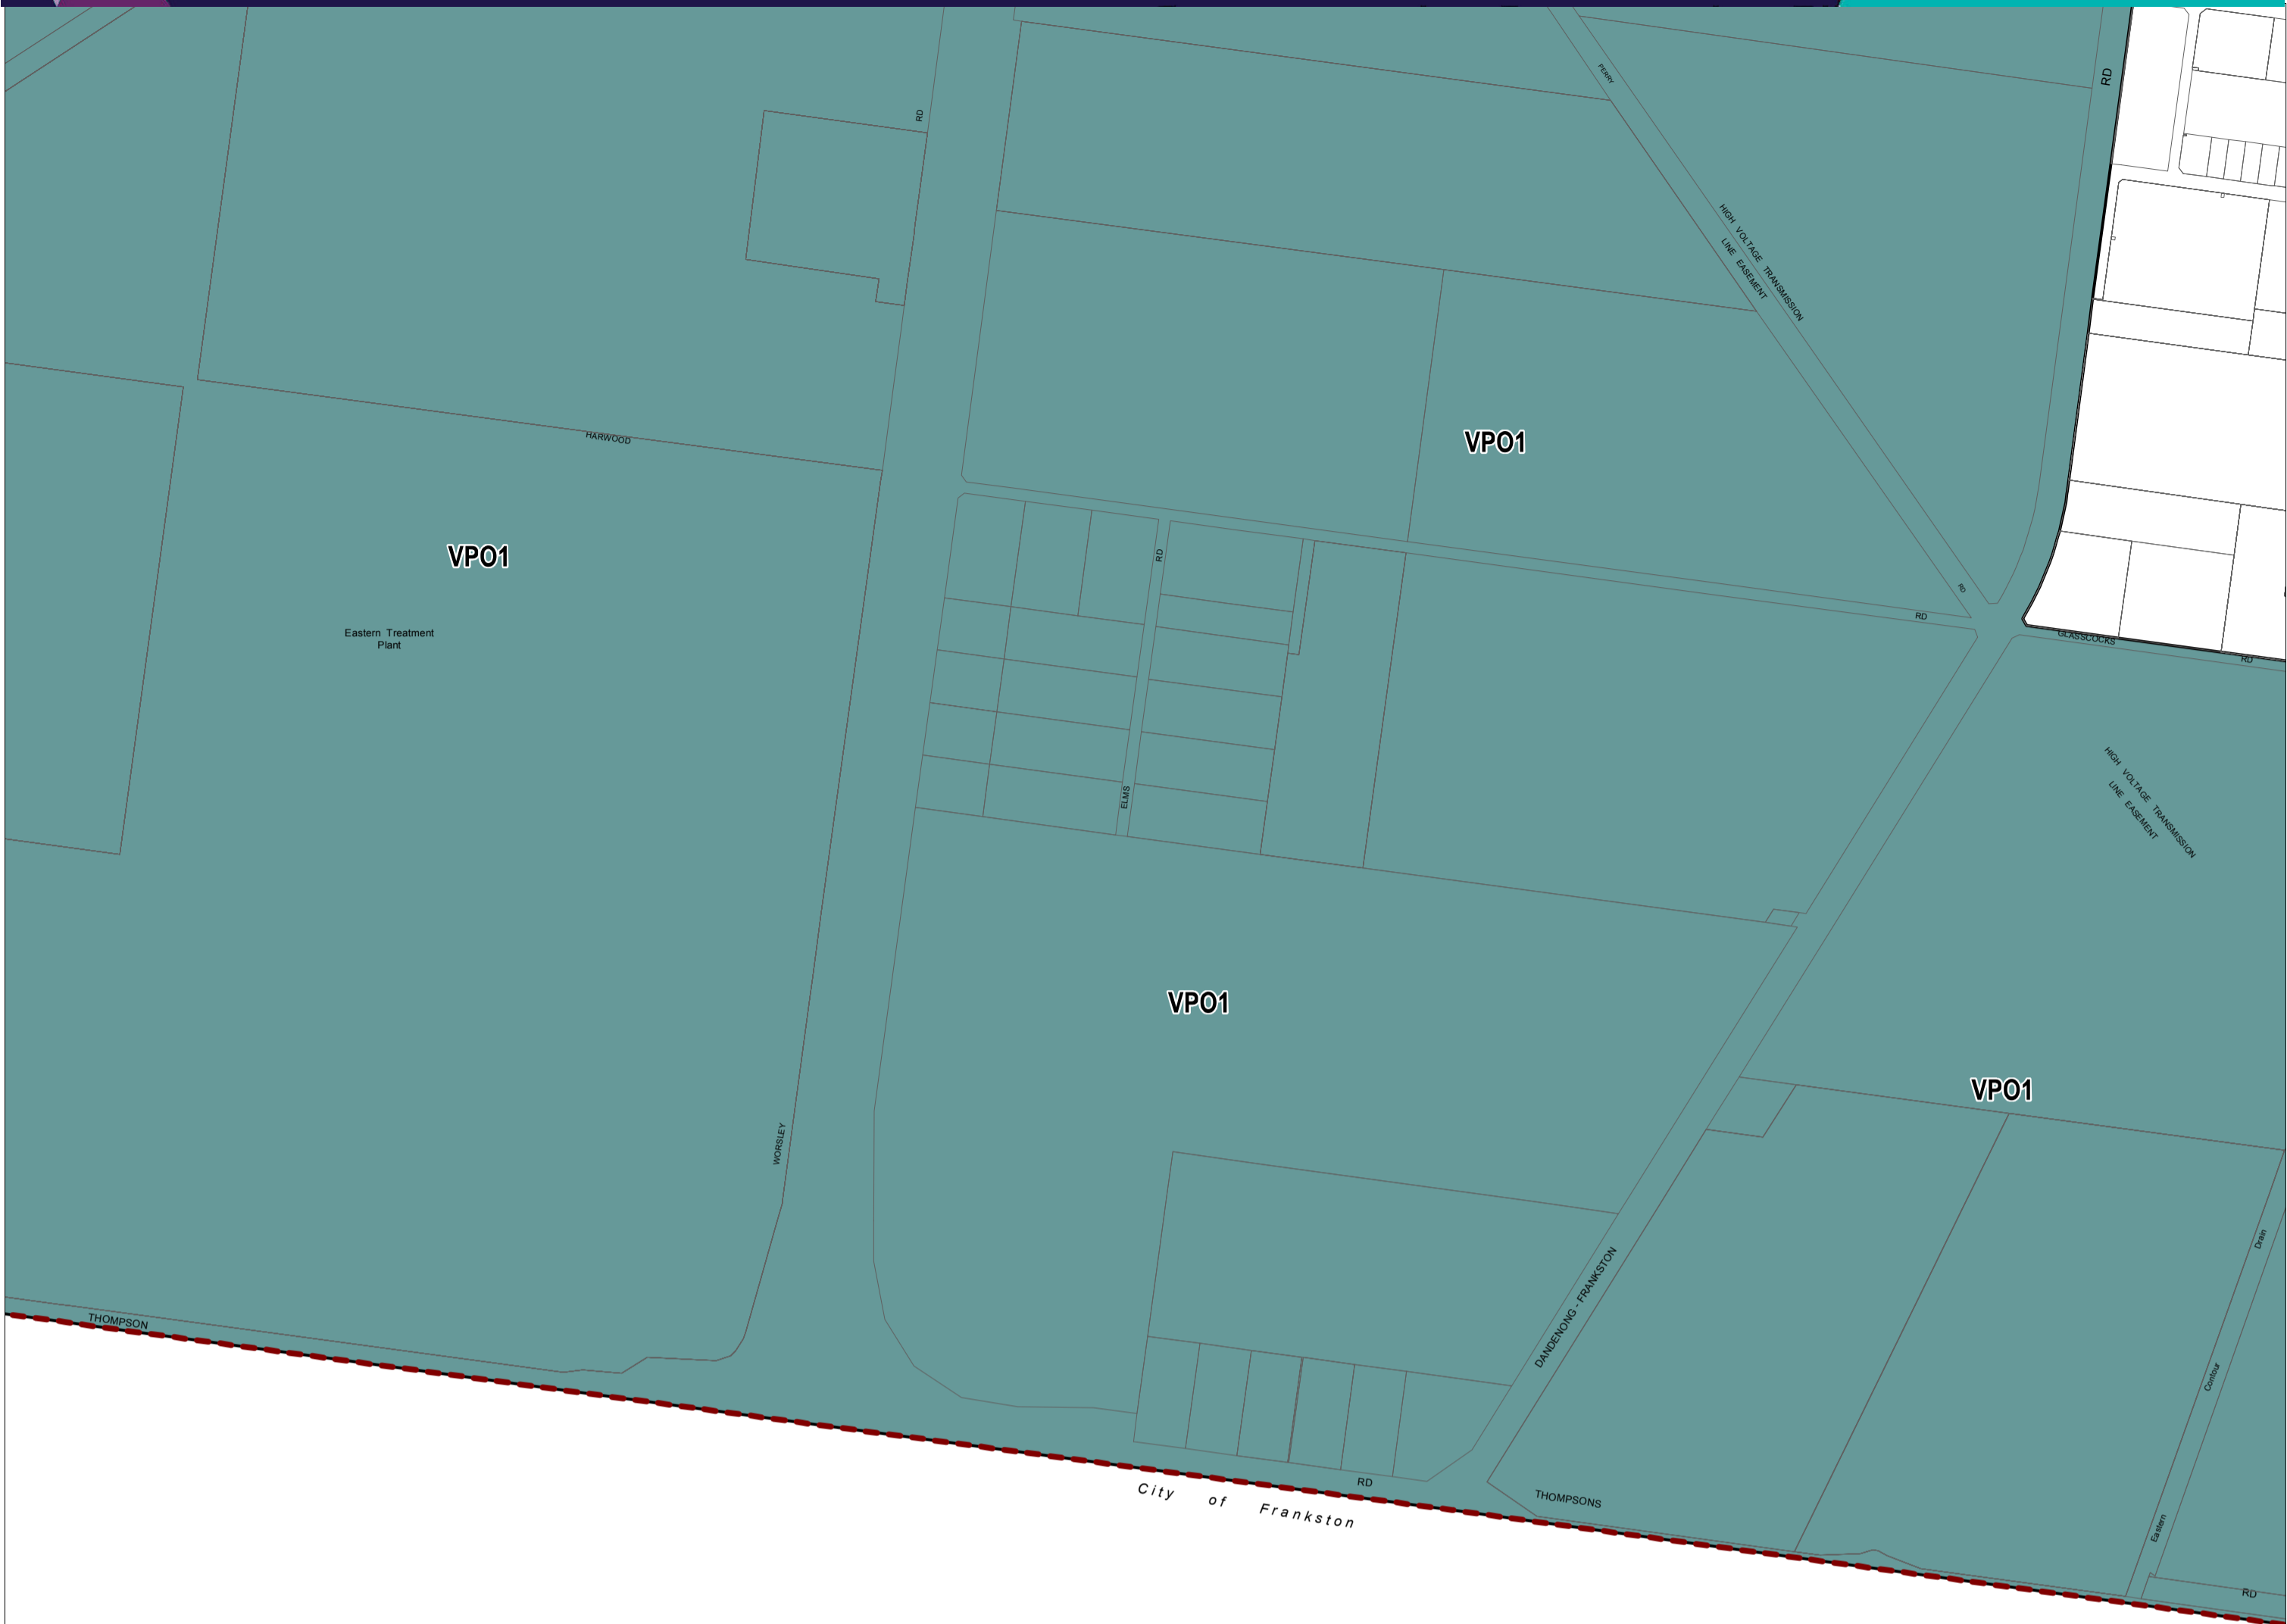 RD
PERRY
RD
HIGH VOLTAGE TRANSMISSION
LINE EASEMENT
HARWOOD
VPO1
VPO1
RD
Eastern Treatment
Plant
RD
RD
GLASSCOCKS
RD
ELMS
HIGH VOLTAGE TRANSMISSION
LINE EASEMENT
VPO1
VPO1
WORSLEY
Drain
DANDENONG - FRANKSTON
THOMPSON
Contour
RD
THOMPSONS
City of Frankston
Eastern
RD